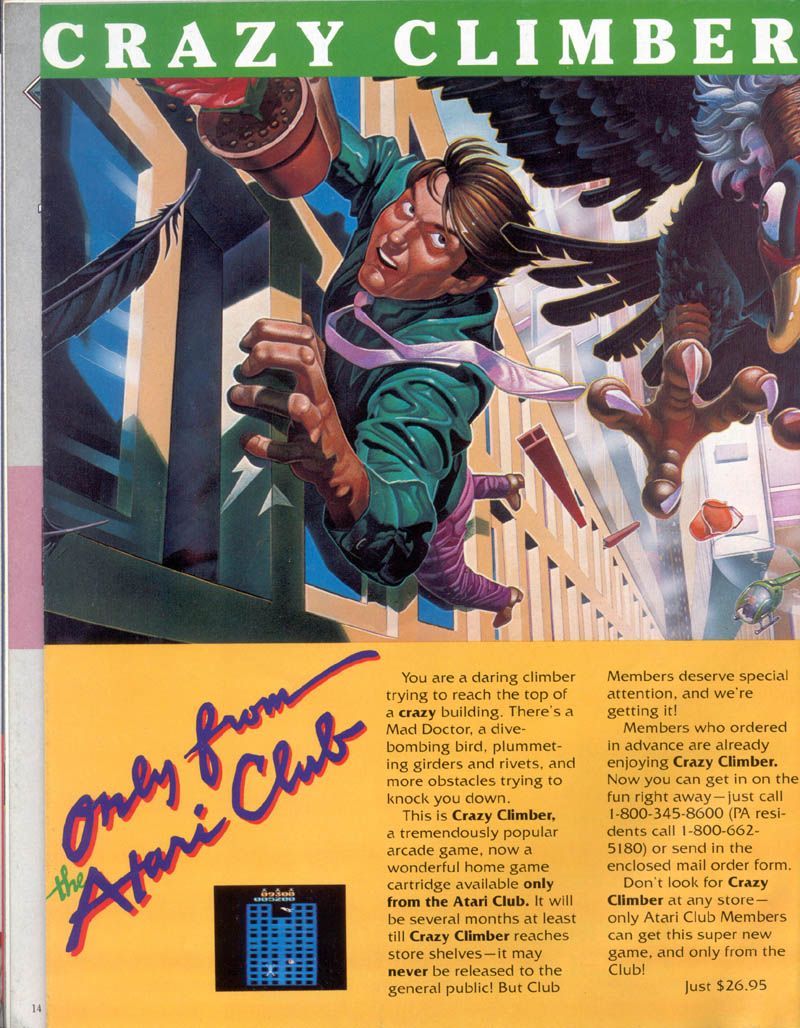 CRAZY CLIMBER
Only from
the Atari Club
09300
005200
You are a daring climber
trying to reach the top of
a crazy building. There's a
Mad Doctor, a dive-
bombing bird, plummet-
ing girders and rivets, and
more obstacles trying to
knock you down.
This is Crazy Climber,
a tremendously popular
arcade game, now a
wonderful home game
cartridge available only
from the Atari Club. It will
be several months at least
till Crazy Climber reaches
store shelves—it may
never be released to the
general public! But Club
Members deserve special
attention, and we're
getting it!
Members who ordered
in advance are already
enjoying Crazy Climber.
Now you can get in on the
fun right away—just call
1-800-345-8600 (PA resi-
dents call 1-800-662-
5180) or send in the
enclosed mail order form.
Don't look for Crazy
Climber at any store—
only Atari Club Members
can get this super new
game, and only from the
Club!
Just $26.95
14